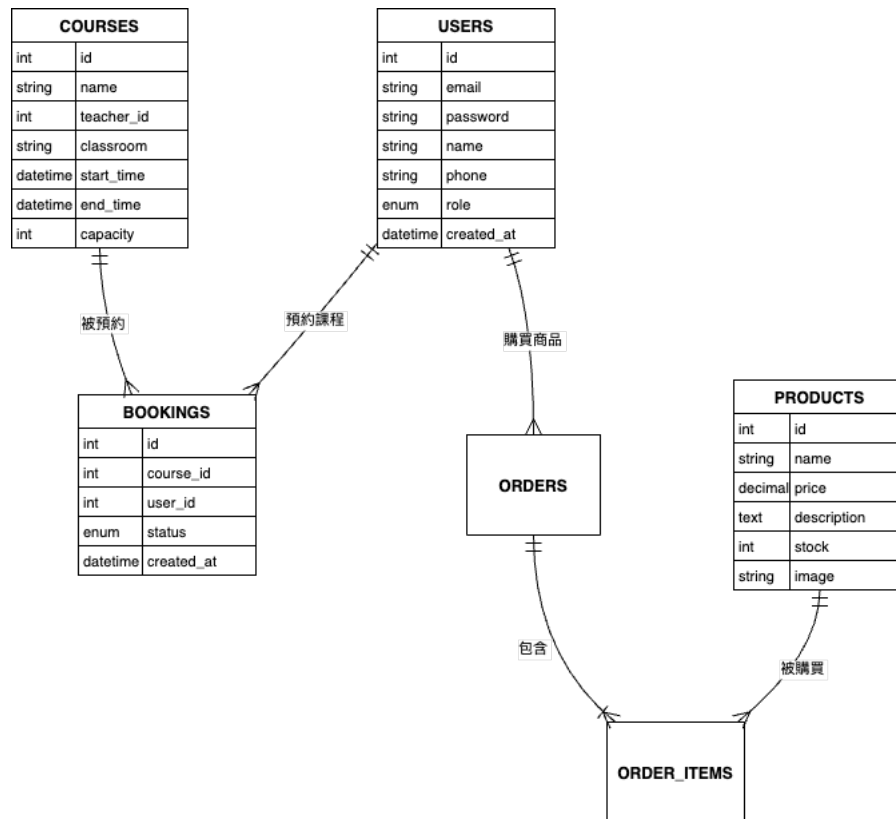 COURSES
int id
string name
int teacher_id
string classroom
datetime start_time
datetime end_time
int capacity
USERS
int id
string email
string password
string name
string phone
enum role
datetime created_at
被預約
預約課程
購買商品
BOOKINGS
int id
int course_id
int user_id
enum status
datetime created_at
ORDERS
PRODUCTS
int id
string name
decimal price
text description
int stock
string image
包含
被購買
ORDER_ITEMS